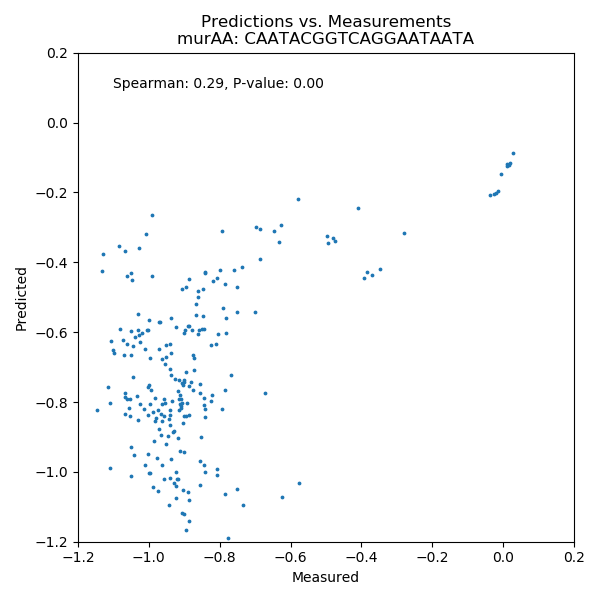 Predictions vs. Measurements
murAA: CAATACGGTCAGGAATAATA
Spearman: 0.29, P-value: 0.00
0.2
0.0
−0.2
−0.4
−0.6
−0.8
−1.0
−1.2
Predicted
−1.2 −1.0 −0.8 −0.6 −0.4 −0.2 0.0 0.2
Measured